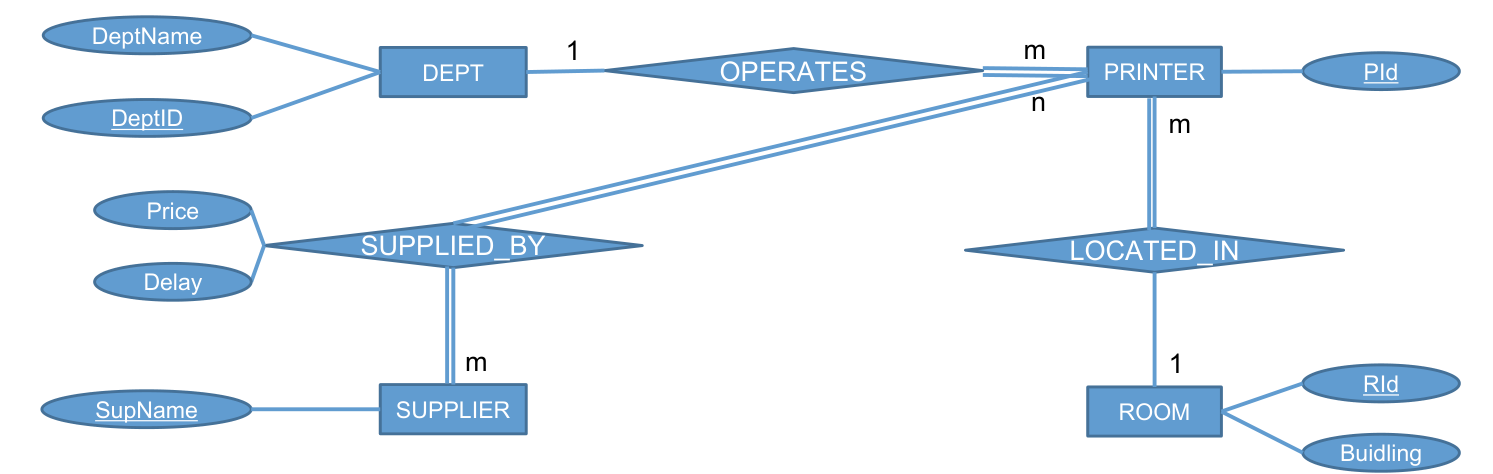 DeptName
1
m
DEPT
OPERATES
PRINTER
PId
DeptID
n
m
Price
SUPPLIED_BY
LOCATED_IN
Delay
m
1
SupName
SUPPLIER
ROOM
RId
Buidling